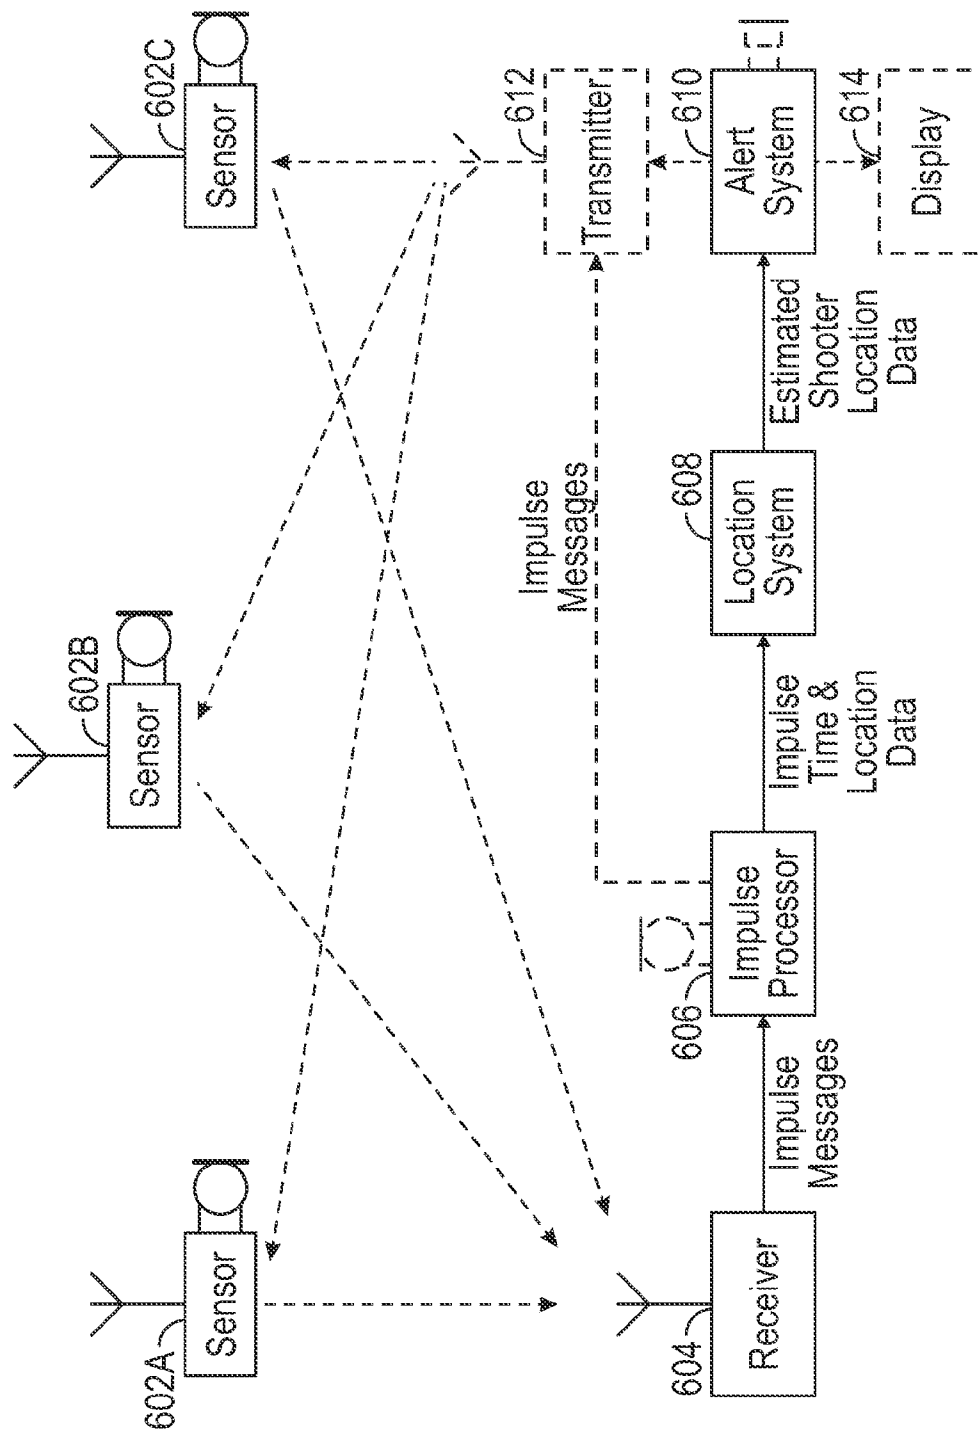 602A
Sensor
602B
Sensor
602C
Sensor
604
Receiver
Impulse
Messages
606
Impulse
Processor
Impulse
Messages
Impulse
Time &
Location
Data
608
Location
System
Estimated
Shooter
Location
Data
612
Transmitter
610
Alert
System
614
Display